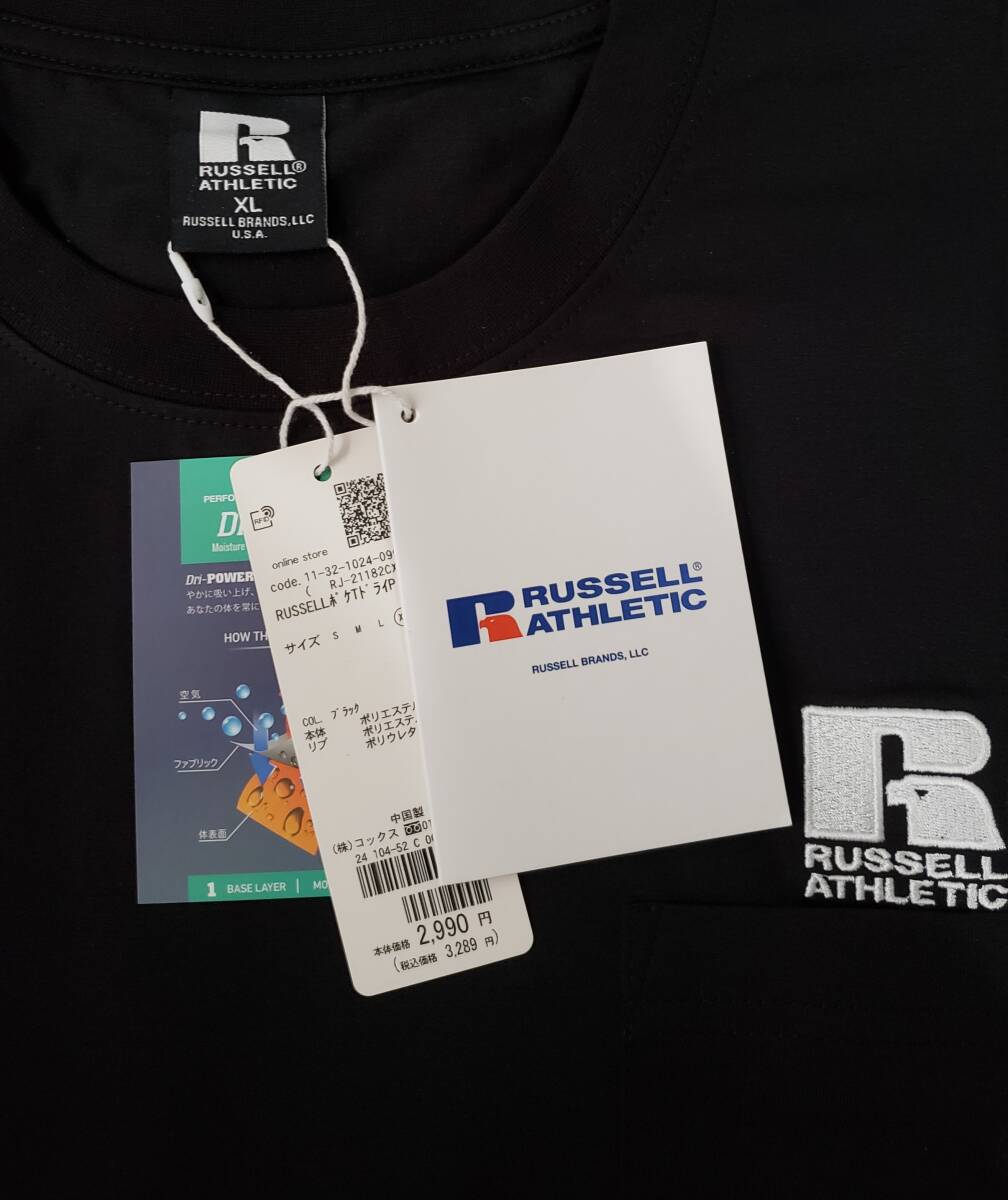 RUSSELL®
ATHLETIC
XL
RUSSELL BRANDS, LLC
U.S.A.
Moisture
Dri-POWER
やかに吸い上げ、
あなたの体を常に
空気
ファブリック
体表面
1 BASE LAYER
RFID
online store
code. 11-32-1024-09
( RJ-21182CX
RUSSELLポケTドライP
サイズ S M L
COL. ブラック
本体 ポリエステル
リブ ポリエステ
ポリウレタ
中国製
(株)コックス 01
24 104-52 C
本体価格 2,990 円
(税込価格 3,289 円)
RUSSELL®
ATHLETIC
RUSSELL BRANDS, LLC
RUSSELL
ATHLETIC